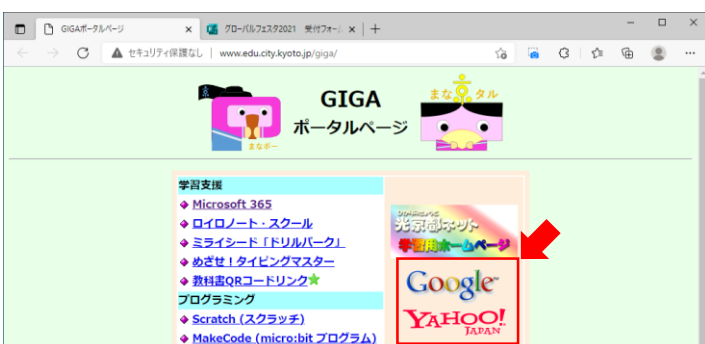 GIGAポータルページ
グローバルフェスタ2021 受付フォーム
セキュリティ保護なし | www.edu.city.kyoto.jp/giga/
まなボー
GIGA
ポータルページ
まな京タル
学習支援
Microsoft 365
ロイロノート・スクール
ミライシード「ドリルパーク」
めざせ！タイピングマスター
教科書QRコードリンク
プログラミング
Scratch (スクラッチ)
MakeCode (micro:bit プログラム)
光京都ネット
学習用ホームページ
Google
YAHOO!
JAPAN